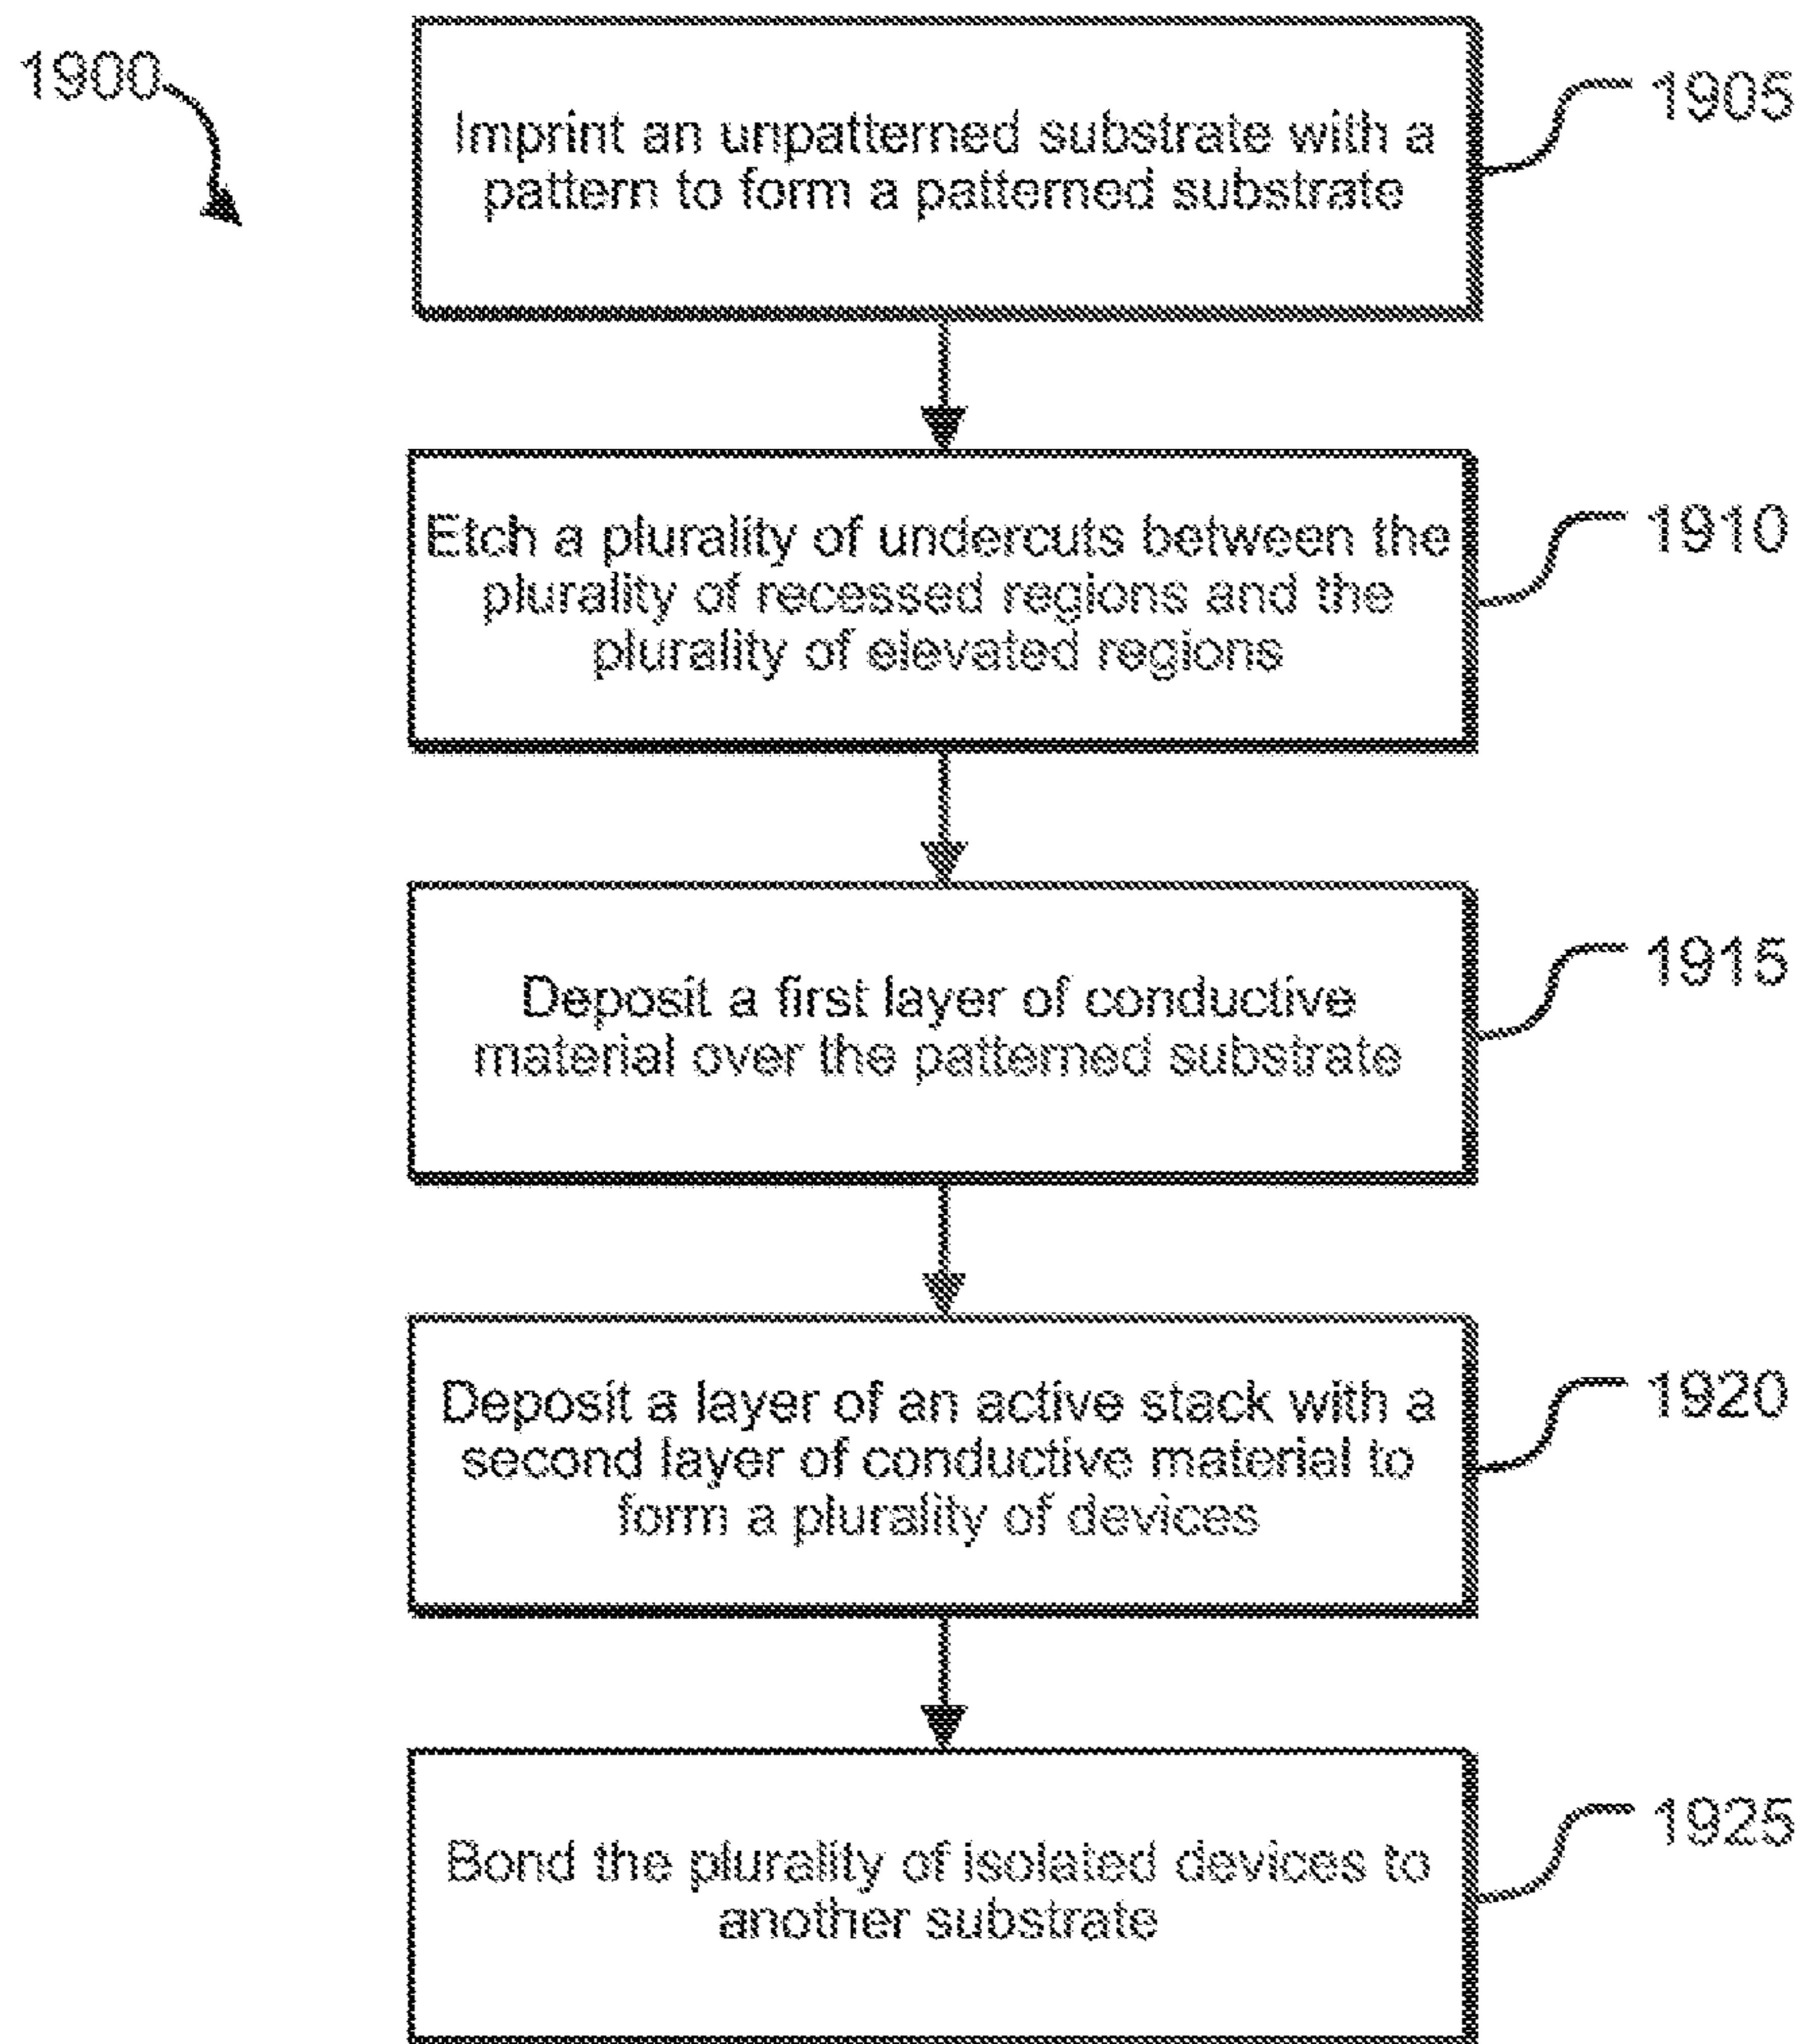 1900
Imprint an unpatterned substrate with a
pattern to form a patterned substrate
1905
Etch a plurality of undercuts between the
plurality of recessed regions and the
plurality of elevated regions
1910
Deposit a first layer of conductive
material over the patterned substrate
1915
Deposit a layer of an active stack with a
second layer of conductive material to
form a plurality of devices
1920
Bond the plurality of isolated devices to
another substrate
1925